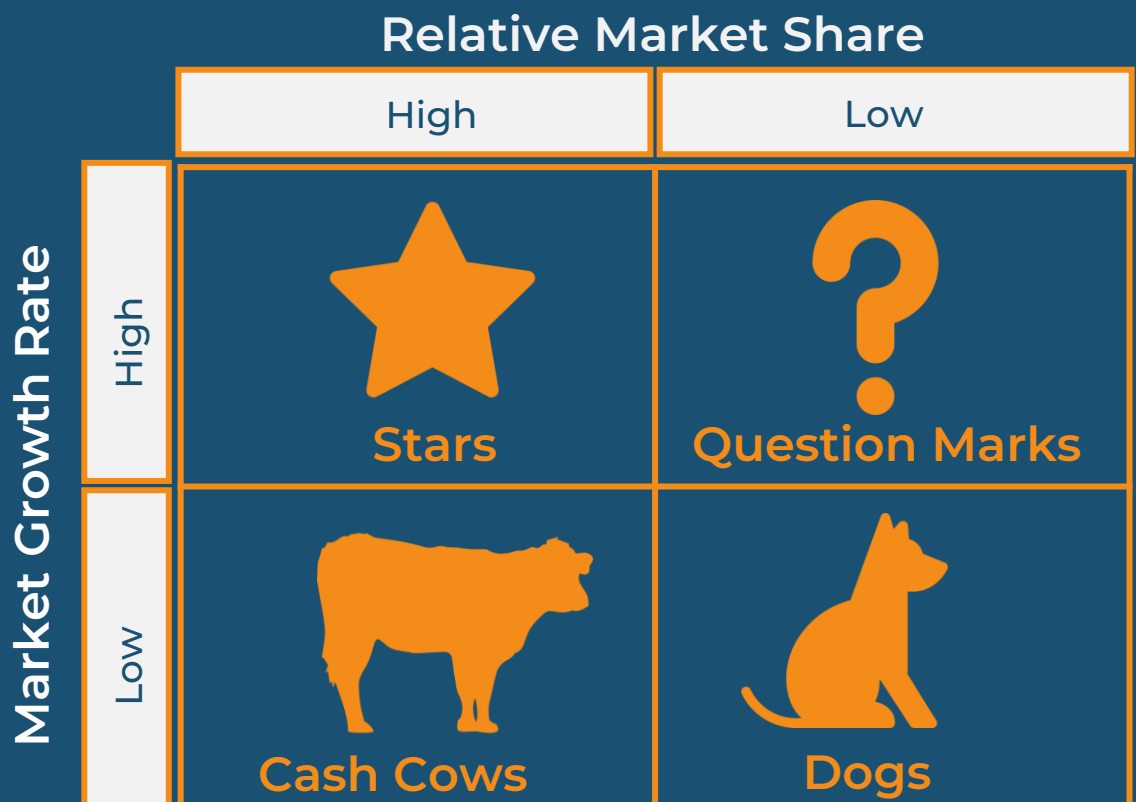 Relative Market Share
High
Low
Market Growth Rate
High
Stars
Question Marks
Low
Cash Cows
Dogs